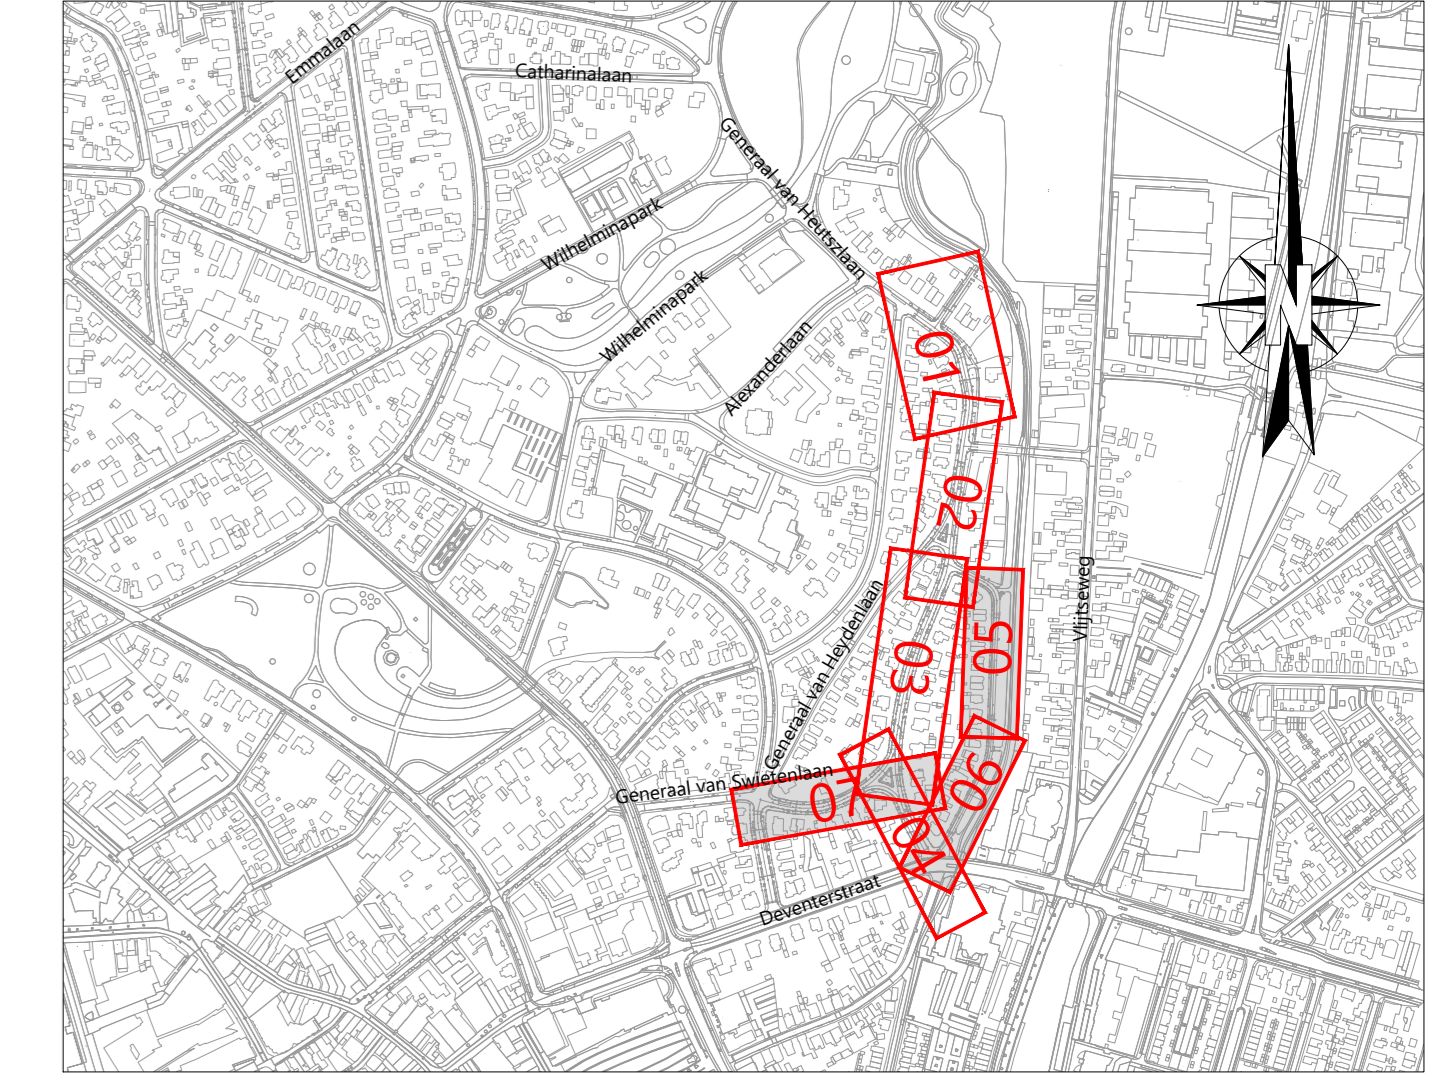 Emmalaan
Catharinalaan
Generaal van Heutszlaan
Wilhelminapark
Wilhelminapark
Alexanderlaan
N
01
02
03
05
Vlijtseweg
Generaal van Heydenlaan
Generaal van Swietenlaan
07
06
04
Deventerstraat